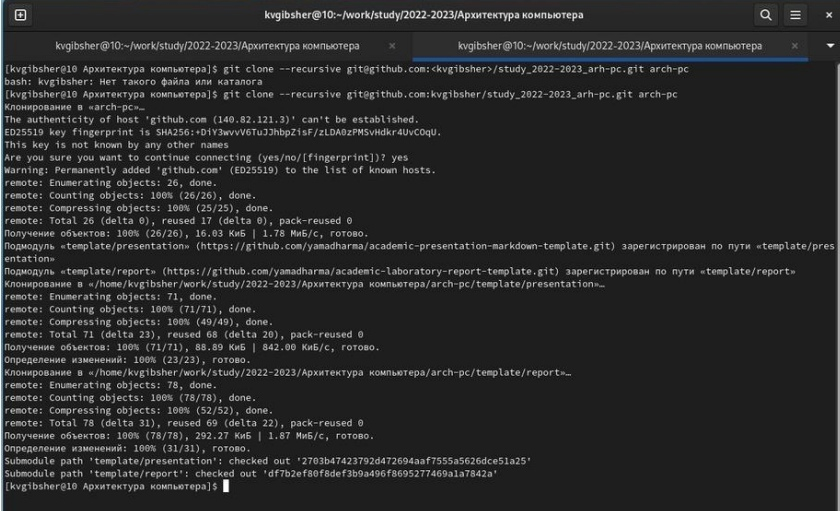 kvgibsher@10:~/work/study/2022-2023/Архитектура компьютера
kvgibsher@10:~/work/study/2022-2023/Архитектура компьютера × kvgibsher@10:~/work/study/2022-2023/Архитектура компьютера ×
[kvgibsher@10 Архитектура компьютера]$ git clone --recursive git@github.com:<kvgibsher>/study_2022-2023_arh-pc.git arch-pc
bash: kvgibsher: Нет такого файла или каталога
[kvgibsher@10 Архитектура компьютера]$ git clone --recursive git@github.com:kvgibsher/study_2022-2023_arh-pc.git arch-pc
Клонирование в «arch-pc»…
The authenticity of host 'github.com (140.82.121.3)' can't be established.
ED25519 key fingerprint is SHA256:+DiY3wvvV6TuJJhbpZisF/zLDA0zPMSvHdkr4UvCOqU.
This key is not known by any other names
Are you sure you want to continue connecting (yes/no/[fingerprint])? yes
Warning: Permanently added 'github.com' (ED25519) to the list of known hosts.
remote: Enumerating objects: 26, done.
remote: Counting objects: 100% (26/26), done.
remote: Compressing objects: 100% (25/25), done.
remote: Total 26 (delta 0), reused 17 (delta 0), pack-reused 0
Получение объектов: 100% (26/26), 16.03 КиБ | 1.78 МиБ/с, готово.
Подмодуль «template/presentation» (https://github.com/yamadharma/academic-presentation-markdown-template.git) зарегистрирован по пути «template/pres
entation»
Подмодуль «template/report» (https://github.com/yamadharma/academic-laboratory-report-template.git) зарегистрирован по пути «template/report»
Клонирование в «/home/kvgibsher/work/study/2022-2023/Архитектура компьютера/arch-pc/template/presentation»…
remote: Enumerating objects: 71, done.
remote: Counting objects: 100% (71/71), done.
remote: Compressing objects: 100% (49/49), done.
remote: Total 71 (delta 23), reused 68 (delta 20), pack-reused 0
Получение объектов: 100% (71/71), 88.89 КиБ | 842.00 КиБ/с, готово.
Определение изменений: 100% (23/23), готово.
Клонирование в «/home/kvgibsher/work/study/2022-2023/Архитектура компьютера/arch-pc/template/report»…
remote: Enumerating objects: 78, done.
remote: Counting objects: 100% (78/78), done.
remote: Compressing objects: 100% (52/52), done.
remote: Total 78 (delta 31), reused 69 (delta 22), pack-reused 0
Получение объектов: 100% (78/78), 292.27 КиБ | 1.87 МиБ/с, готово.
Определение изменений: 100% (31/31), готово.
Submodule path 'template/presentation': checked out '2703b47423792d472694aaf7555a5626dce51a25'
Submodule path 'template/report': checked out 'df7b2ef80f8def3b9a496f8695277469a1a7842a'
[kvgibsher@10 Архитектура компьютера]$